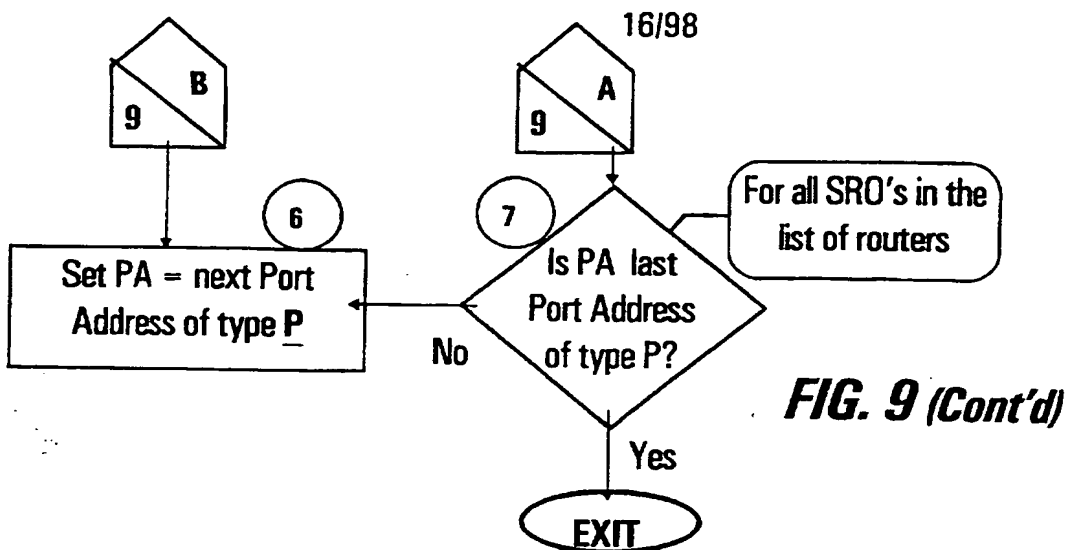 16/98
B
9
A
9
6
7
For all SRO's in the
list of routers
Set PA = next Port
Address of type P
Is PA last
Port Address
of type P?
No
FIG. 9 (Cont'd)
Yes
EXIT